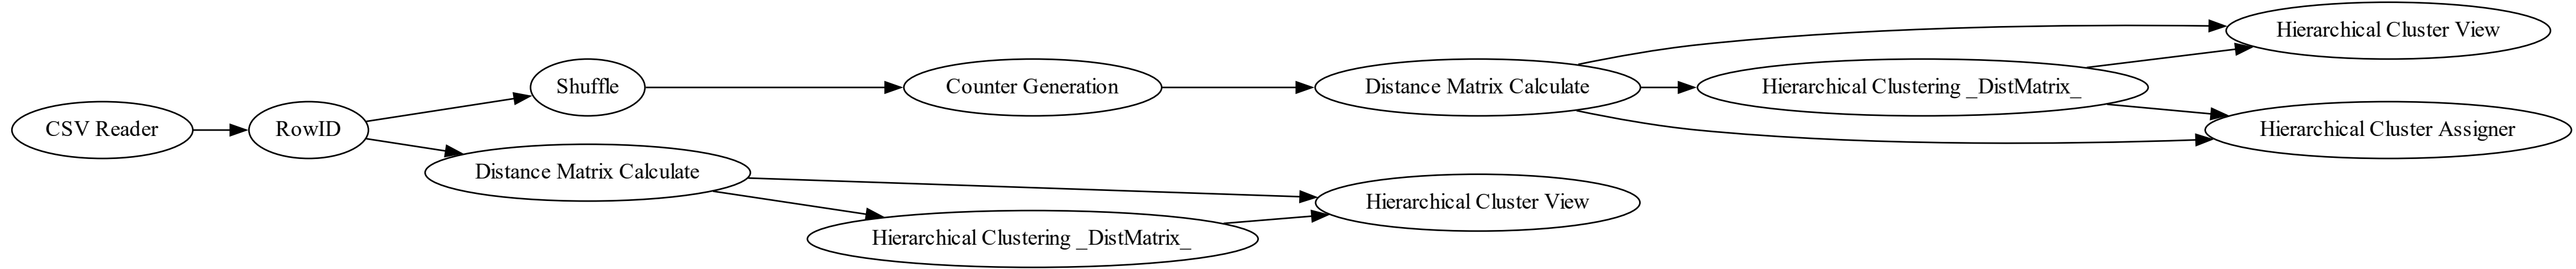 CSV Reader
RowID
Shuffle
Counter Generation
Distance Matrix Calculate
Hierarchical Clustering _DistMatrix_
Hierarchical Cluster View
Hierarchical Cluster Assigner
Distance Matrix Calculate
Hierarchical Clustering _DistMatrix_
Hierarchical Cluster View